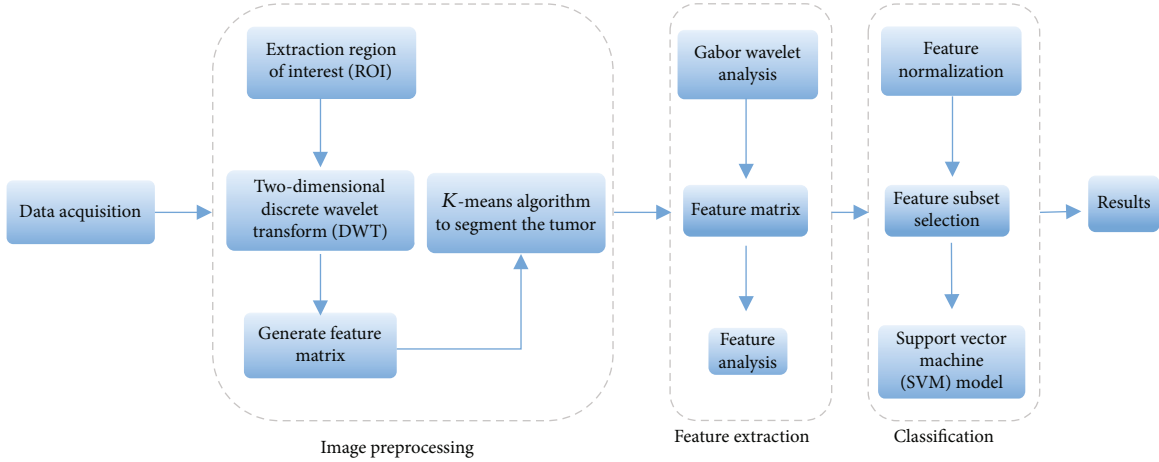 Data acquisition
Extraction region
of interest (ROI)
Two-dimensional
discrete wavelet
transform (DWT)
Generate feature
matrix
K-means algorithm
to segment the tumor
Image preprocessing
Gabor wavelet
analysis
Feature matrix
Feature
analysis
Feature extraction
Feature
normalization
Feature subset
selection
Support vector
machine
(SVM) model
Classification
Results